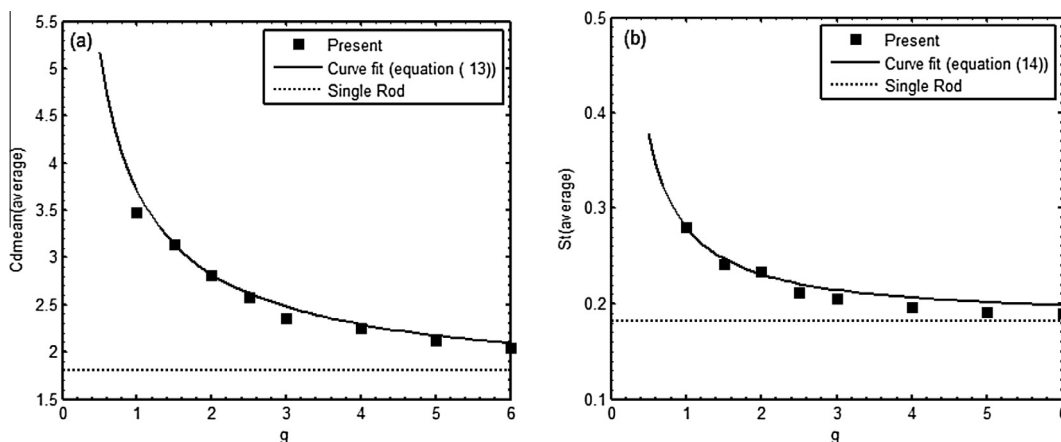 (a)
Present
Curve fit (equation ( 13))
Single Rod
5.5
5
4.5
4
3.5
3
2.5
2
1.5
Cdmean(average)
0 1 2 3 4 5 6
g
(b)
Present
Curve fit (equation (14))
Single Rod
0.5
0.4
0.3
0.2
0.1
St(average)
0 1 2 3 4 5 6
g